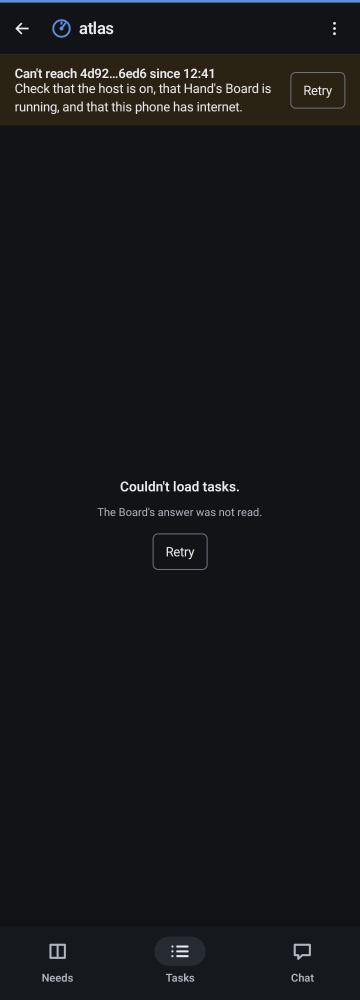 atlas
Can't reach 4d92…6ed6 since 12:41
Check that the host is on, that Hand's Board is
running, and that this phone has internet.
Retry
Couldn't load tasks.
The Board's answer was not read.
Retry
Needs
Tasks
Chat